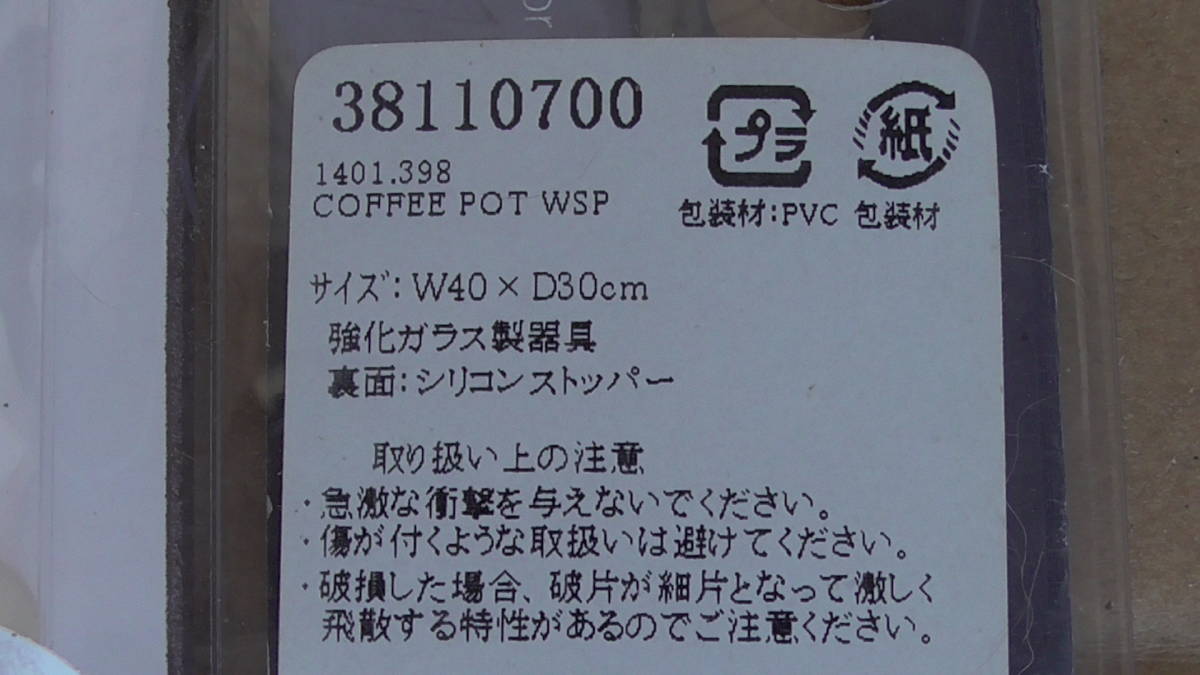 or
38110700
1401.398
COFFEE POT WSP
プラ
紙
包装材:PVC 包装材
サイズ: W40×D30cm
強化ガラス製器具
裏面:シリコンストッパー
取り扱い上の注意
・急激な衝撃を与えないでください。
・傷が付くような取扱いは避けてください。
・破損した場合、破片が細片となって激しく
飛散する特性があるのでご注意ください。